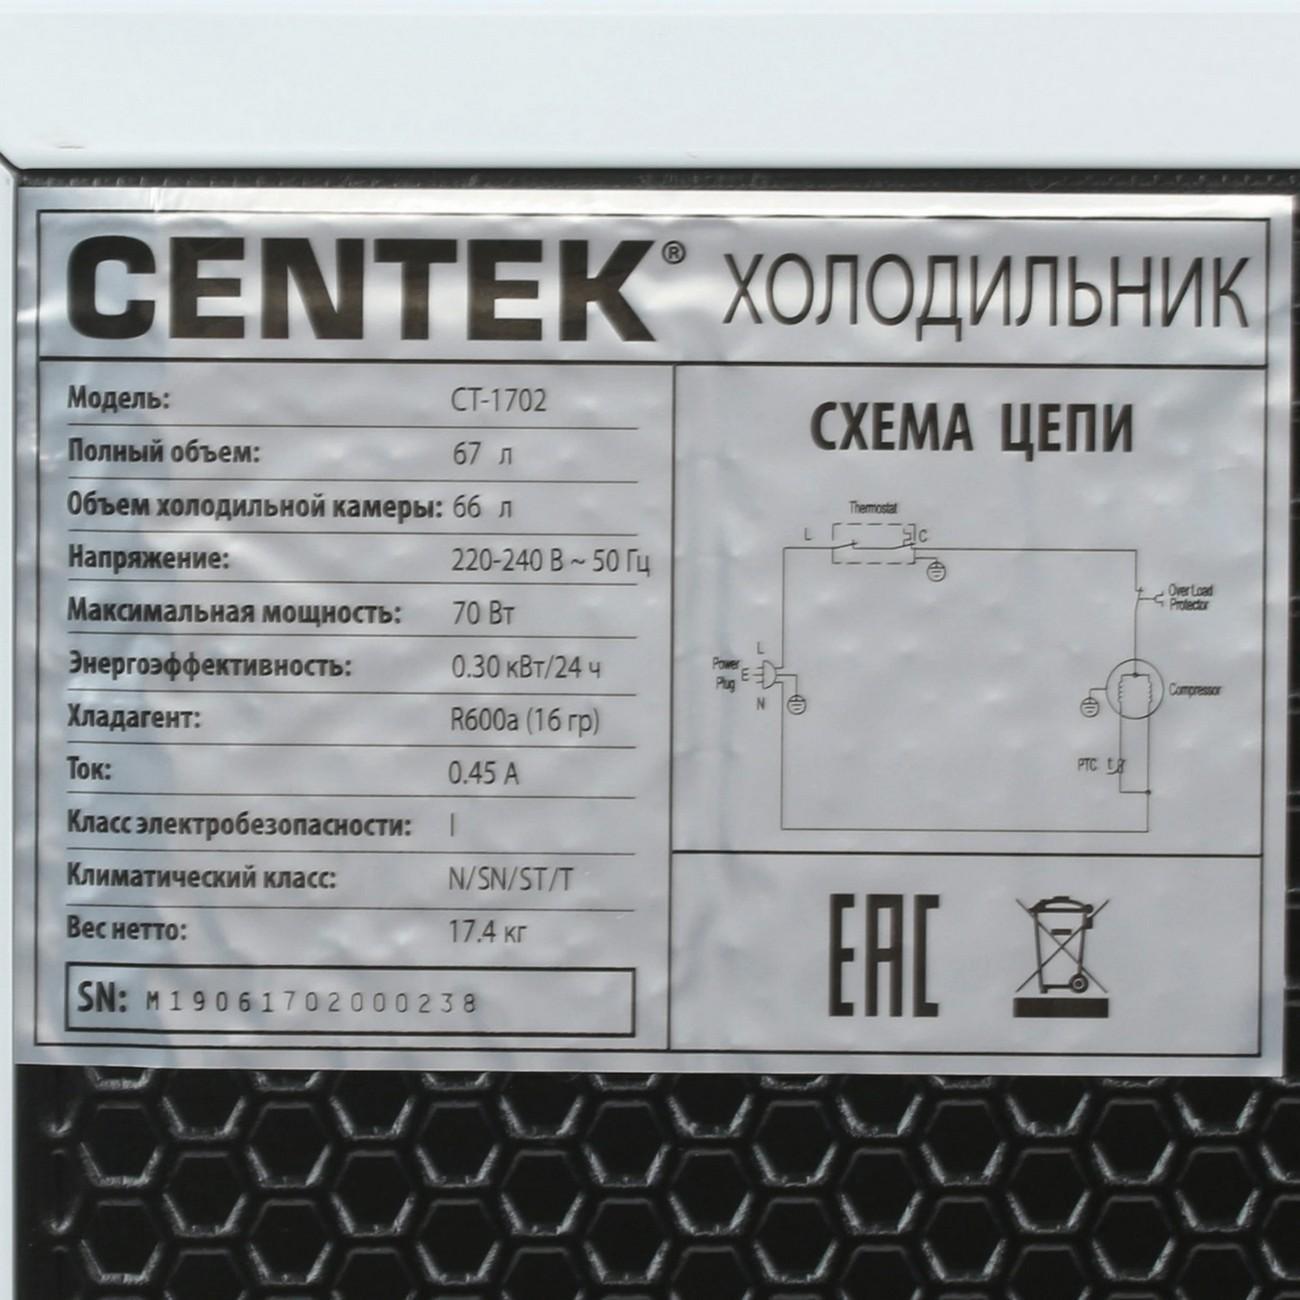 CENTEK® ХОЛОДИЛЬНИК
Модель: CT-1702
Полный объем: 67 л
Объем холодильной камеры: 66 л
Напряжение: 220-240 В ~ 50 Гц
Максимальная мощность: 70 Вт
Энергоэффективность: 0.30 кВт/24 ч
Хладагент: R600a (16 гр)
Ток: 0.45 А
Класс электробезопасности: I
Климатический класс: N/SN/ST/T
Вес нетто: 17.4 кг
SN: M19061702000238
СХЕМА ЦЕПИ
Thermostat
L C
Over Load
Protector
L
Power E
Plug
N
Compressor
PTC
EAC